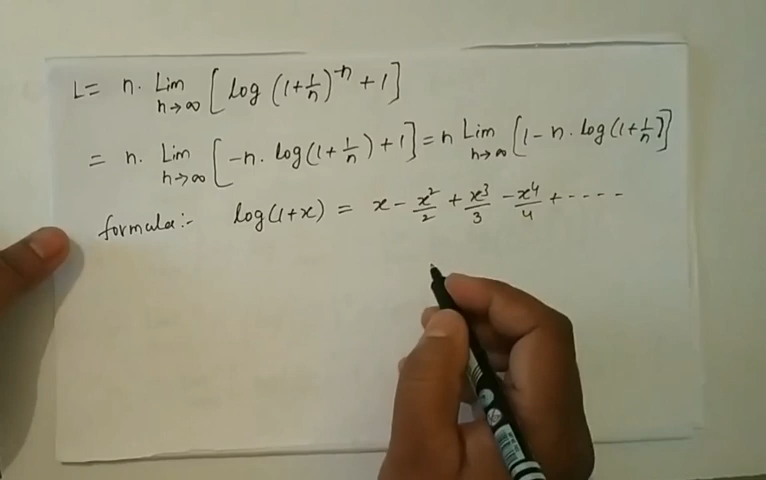 L = n. Lim n→∞ [log (1+1/n)^-n + 1]
= n. Lim n→∞ [-n. log(1+1/n) + 1] = n Lim n→∞ [1 - n. log(1+1/n)]
formula:- log(1+x) = x - x²/2 + x³/3 - x⁴/4 + ----